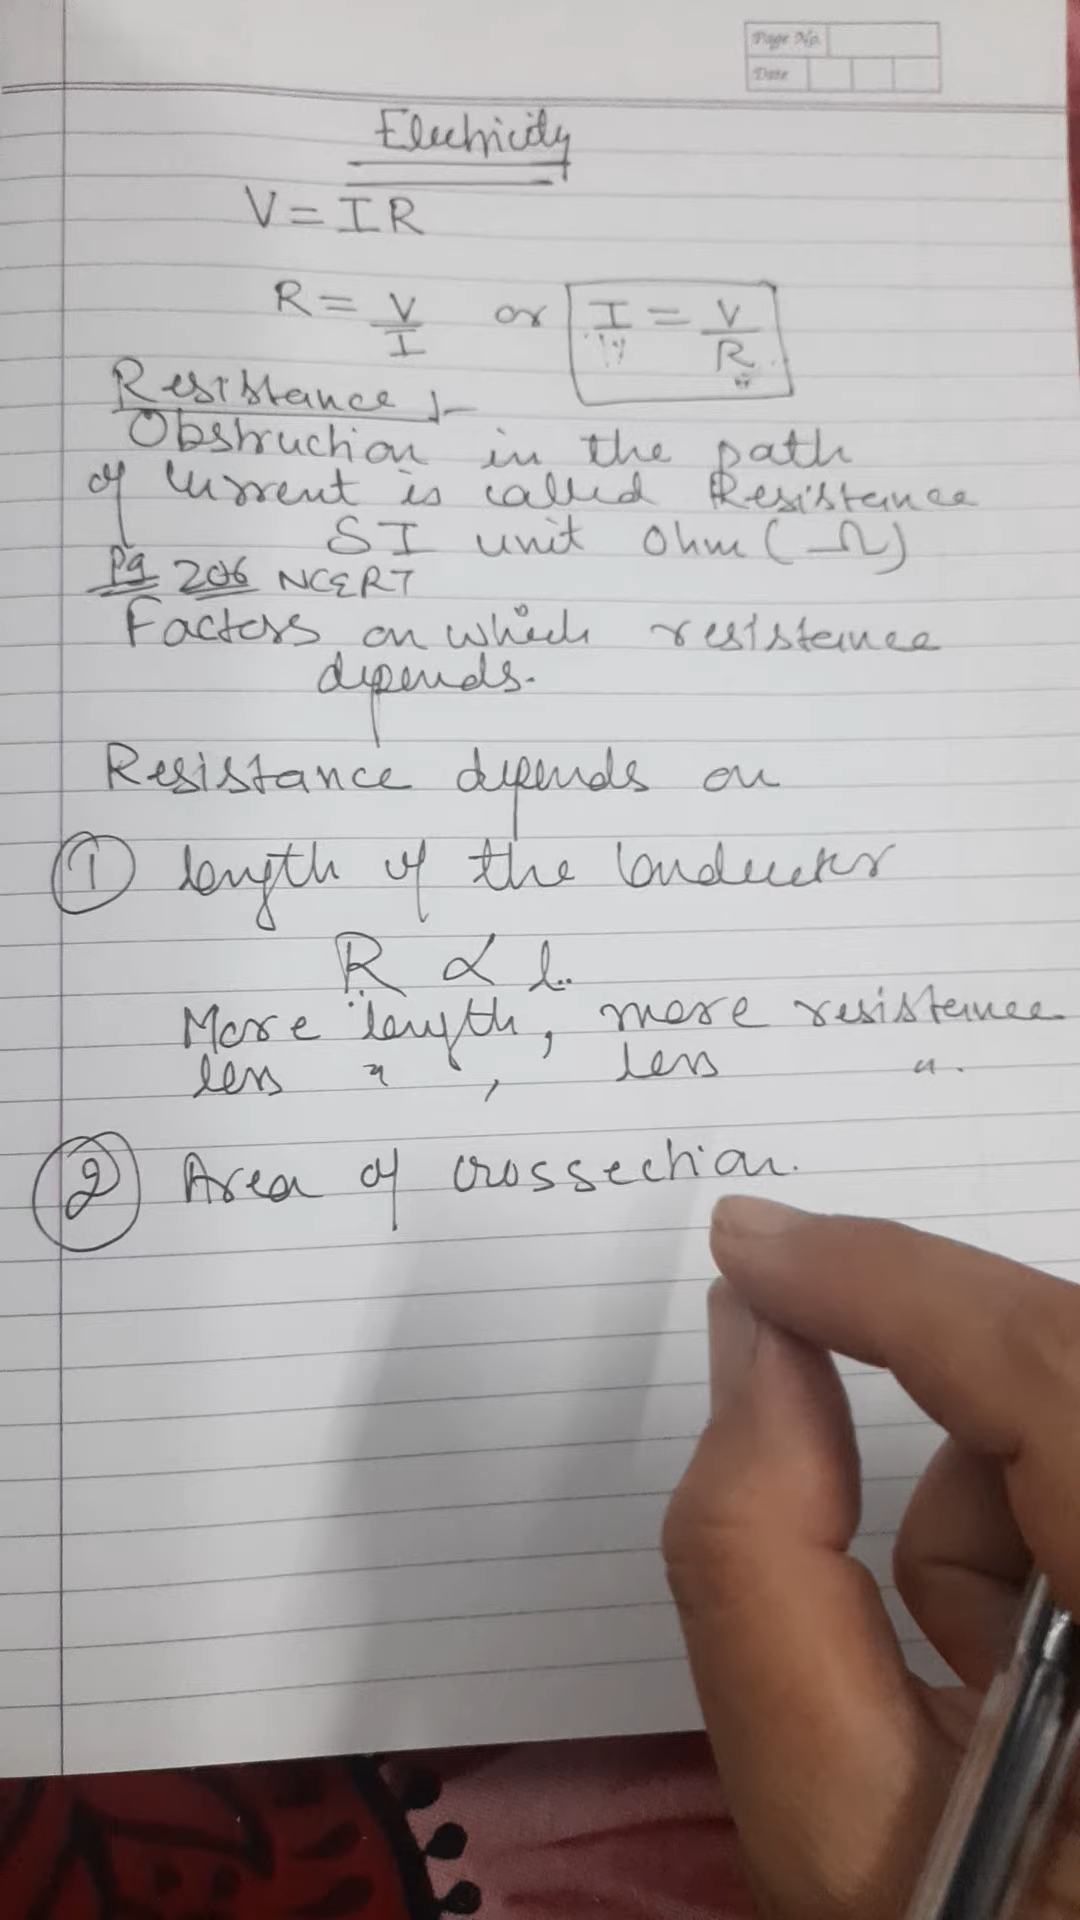 Page No.
Date
Electricity
V = IR
R = V/I or I = V/R
Resistance :-
Obstruction in the path
of current is called Resistance
SI unit Ohm (Ω)
Pg 206 NCERT
Factors on which resistance
depends.
Resistance depends on
① length of the conductor
R ∝ l
More length, more resistance
less " , less " .
② Area of crossection.